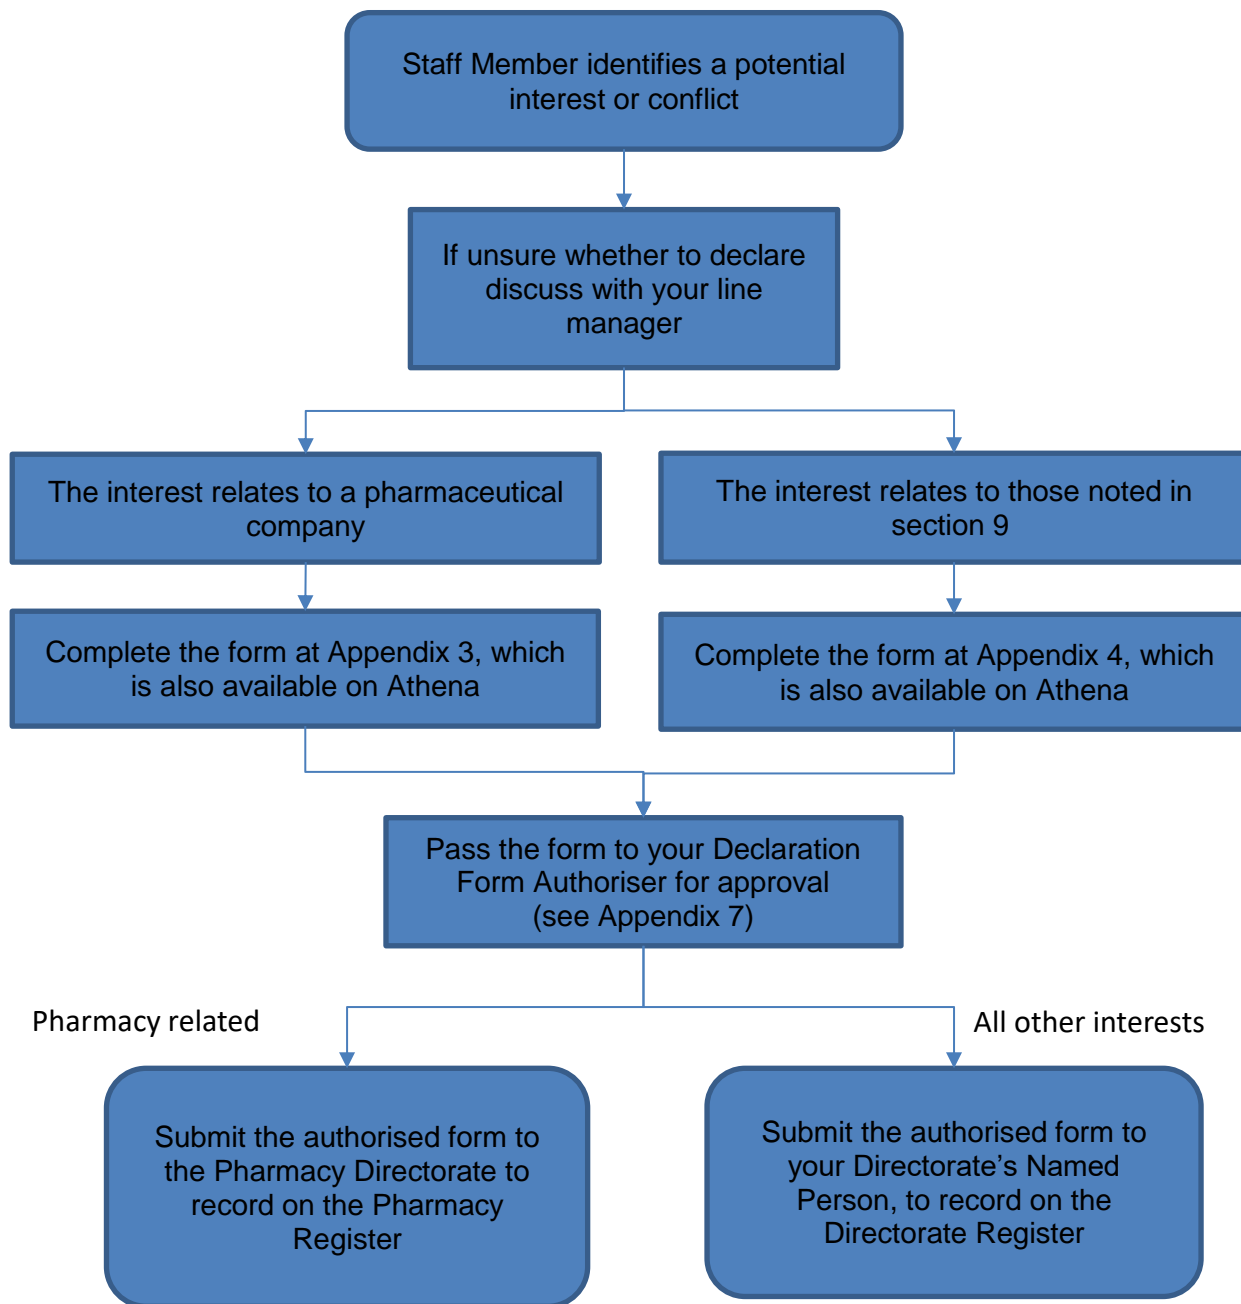 Staff Member identifies a potential
interest or conflict
If unsure whether to declare
discuss with your line
manager
The interest relates to a pharmaceutical
company
The interest relates to those noted in
section 9
Complete the form at Appendix 3, which
is also available on Athena
Complete the form at Appendix 4, which
is also available on Athena
Pass the form to your Declaration
Form Authoriser for approval
(see Appendix 7)
Pharmacy related
All other interests
Submit the authorised form to
the Pharmacy Directorate to
record on the Pharmacy
Register
Submit the authorised form to
your Directorate’s Named
Person, to record on the
Directorate Register